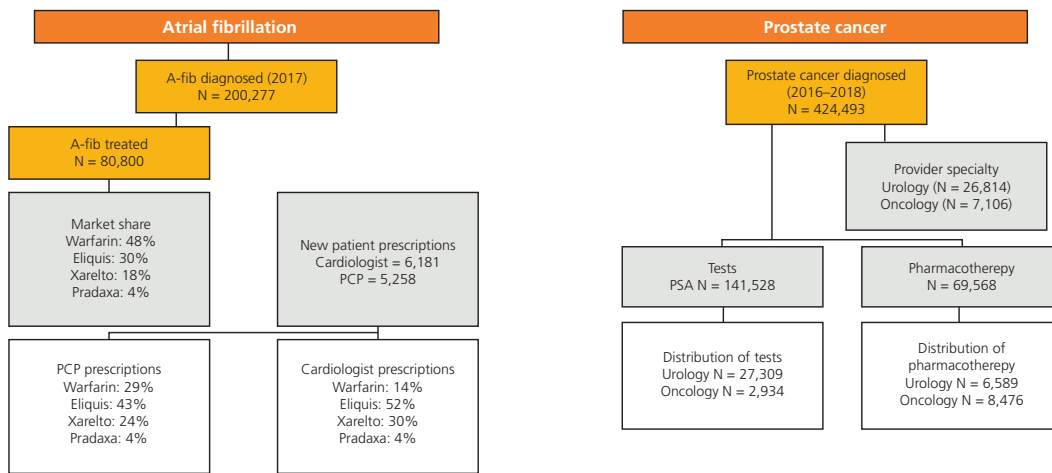 Atrial fibrillation
A-fib diagnosed (2017)
N = 200,277
A-fib treated
N = 80,800
Market share
Warfarin: 48%
Eliquis: 30%
Xarelto: 18%
Pradaxa: 4%
New patient prescriptions
Cardiologist = 6,181
PCP = 5,258
PCP prescriptions
Warfarin: 29%
Eliquis: 43%
Xarelto: 24%
Pradaxa: 4%
Cardiologist prescriptions
Warfarin: 14%
Eliquis: 52%
Xarelto: 30%
Pradaxa: 4%
Prostate cancer
Prostate cancer diagnosed
(2016–2018)
N = 424,493
Provider specialty
Urology (N = 26,814)
Oncology (N = 7,106)
Tests
PSA N = 141,528
Pharmacotherepy
N = 69,568
Distribution of tests
Urology N = 27,309
Oncology N = 2,934
Distribution of
pharmacotherepy
Urology N = 6,589
Oncology N = 8,476